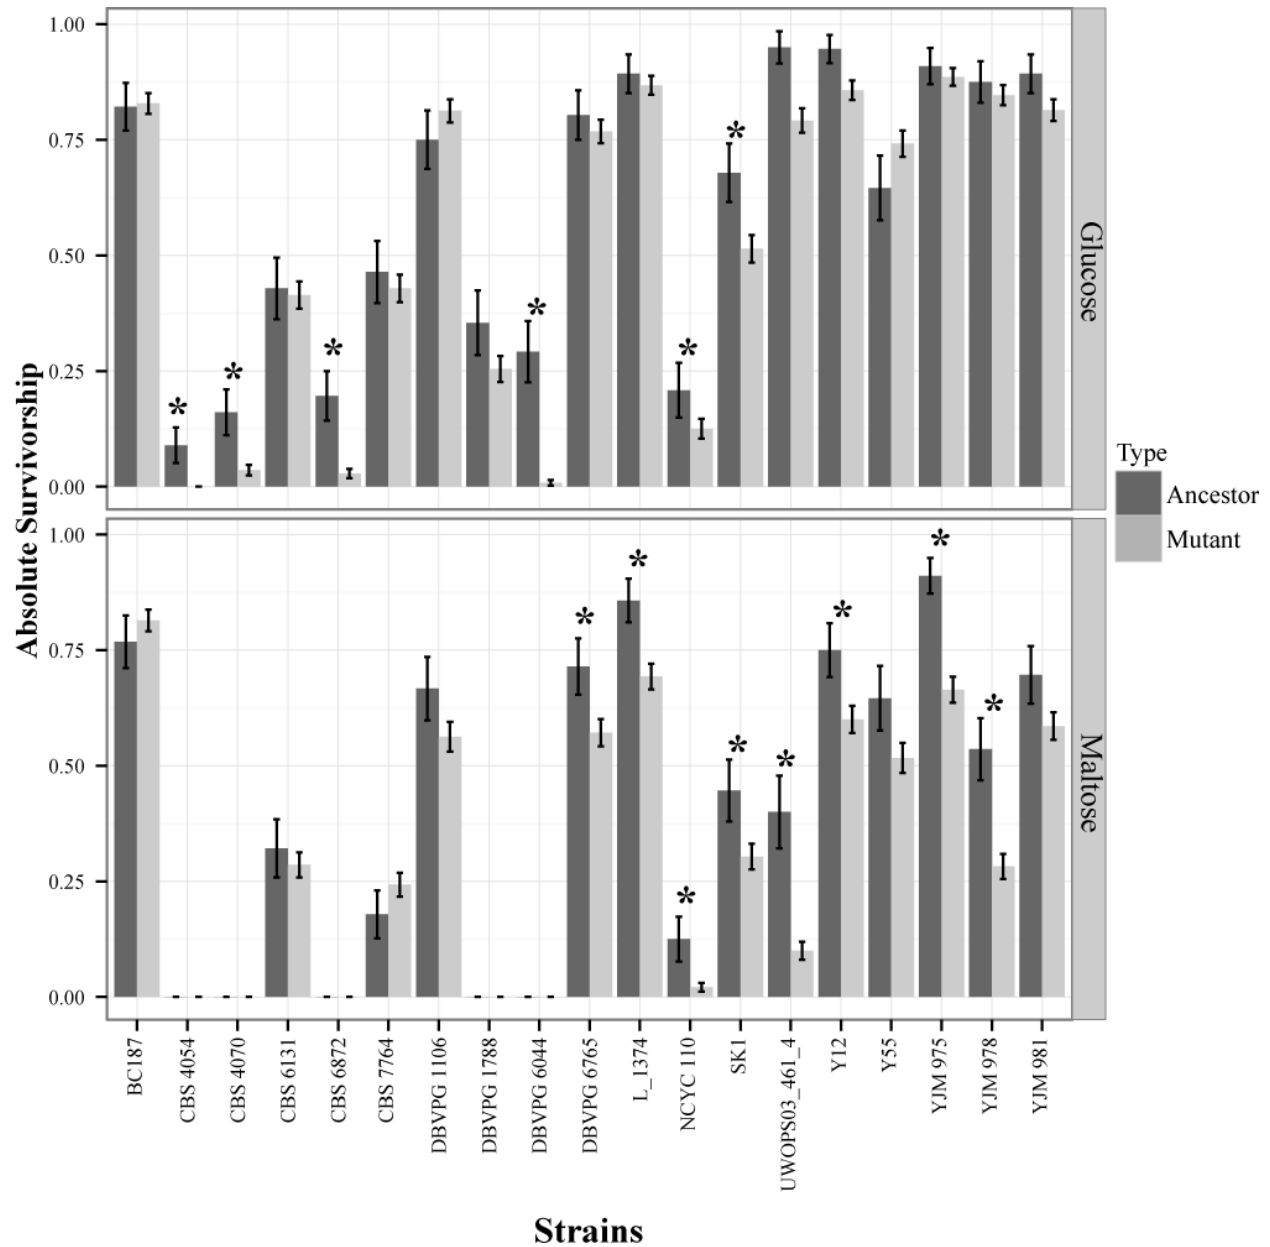 Absolute Survivorship
1.00
0.75
0.50
0.25
0.00
* * * * * *
Glucose
1.00
0.75
0.50
0.25
0.00
* * * * * * * *
Maltose
BC187
CBS 4054
CBS 4070
CBS 6131
CBS 6872
CBS 7764
DBVPG 1106
DBVPG 1788
DBVPG 6044
DBVPG 6765
L_1374
NCYC 110
SK1
UWOPS03_461_4
Y12
Y55
YJM 975
YJM 978
YJM 981
Strains
Type
Ancestor
Mutant